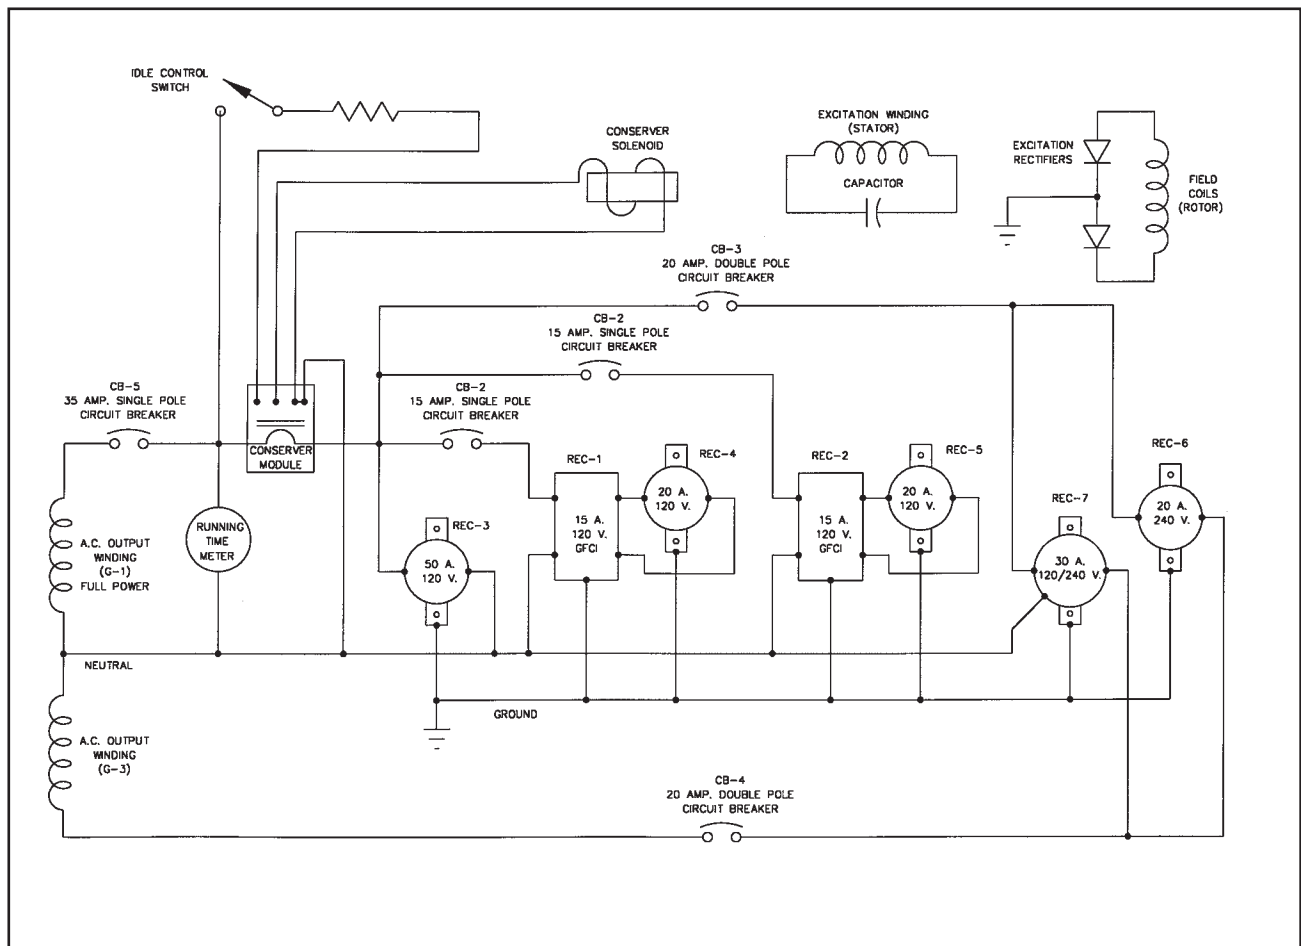 IDLE CONTROL
SWITCH
CONSERVER
SOLENOID
EXCITATION WINDING
(STATOR)
CAPACITOR
EXCITATION
RECTIFIERS
FIELD
COILS
(ROTOR)
CB-3
20 AMP. DOUBLE POLE
CIRCUIT BREAKER
CB-2
15 AMP. SINGLE POLE
CIRCUIT BREAKER
CB-5
35 AMP. SINGLE POLE
CIRCUIT BREAKER
CB-2
15 AMP. SINGLE POLE
CIRCUIT BREAKER
CONSERVER
MODULE
REC-1
15 A.
120 V.
GFCI
REC-4
20 A.
120 V.
REC-2
15 A.
120 V.
GFCI
REC-5
20 A.
120 V.
REC-6
20 A.
240 V.
REC-7
30 A.
120/240 V.
REC-3
50 A.
120 V.
RUNNING
TIME
METER
A.C. OUTPUT
WINDING
(G-1)
FULL POWER
NEUTRAL
GROUND
A.C. OUTPUT
WINDING
(G-3)
CB-4
20 AMP. DOUBLE POLE
CIRCUIT BREAKER